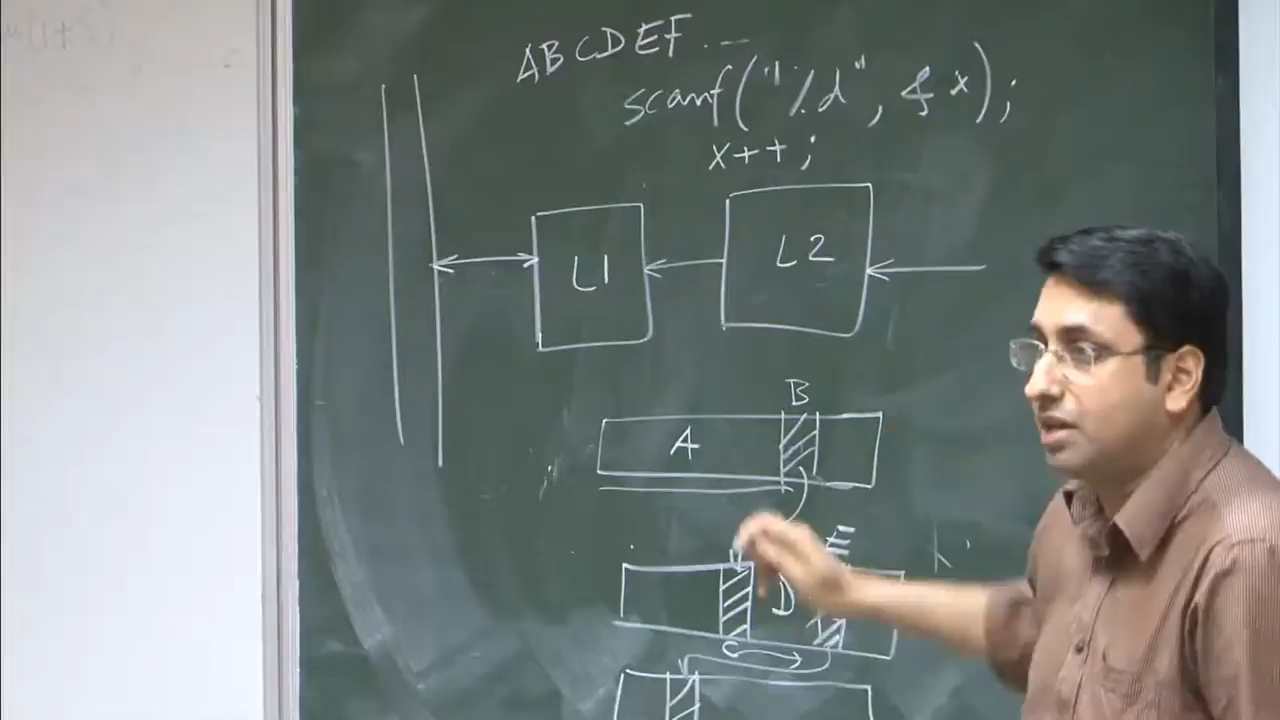 ABCDEF...
scanf("%d", &x);
x++;
L1 L2
B
A
D